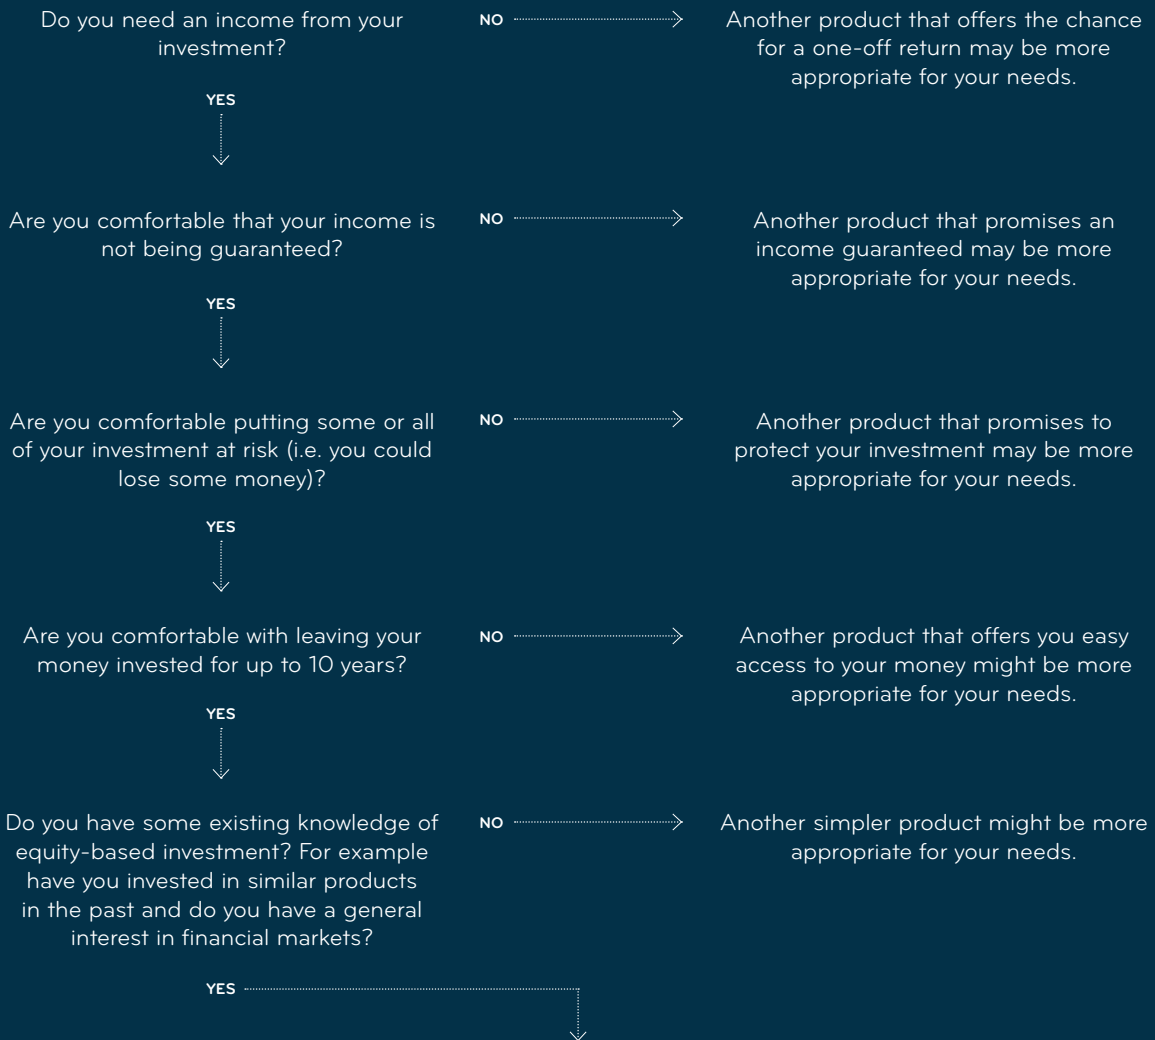 Do you need an income from your
investment?
NO
Another product that offers the chance
for a one-off return may be more
appropriate for your needs.
YES
Are you comfortable that your income is
not being guaranteed?
NO
Another product that promises an
income guaranteed may be more
appropriate for your needs.
YES
Are you comfortable putting some or all
of your investment at risk (i.e. you could
lose some money)?
NO
Another product that promises to
protect your investment may be more
appropriate for your needs.
YES
Are you comfortable with leaving your
money invested for up to 10 years?
NO
Another product that offers you easy
access to your money might be more
appropriate for your needs.
YES
Do you have some existing knowledge of
equity-based investment? For example
have you invested in similar products
in the past and do you have a general
interest in financial markets?
NO
Another simpler product might be more
appropriate for your needs.
YES